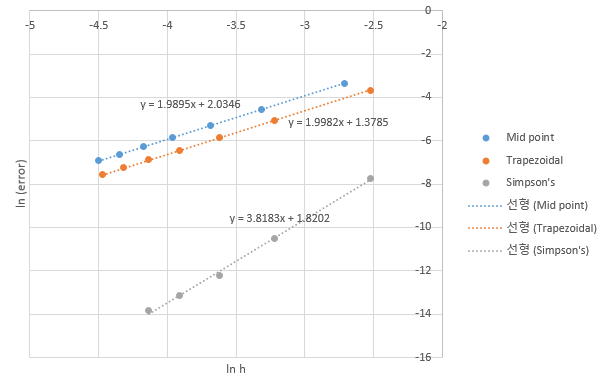 -5
-4.5
-4
-3.5
-3
-2.5
-2
0
-2
-4
-6
-8
-10
-12
-14
-16
y = 1.9895x + 2.0346
y = 1.9982x + 1.3785
y = 3.8183x + 1.8202
ln (error)
ln h
Mid point
Trapezoidal
Simpson's
선형 (Mid point)
선형 (Trapezoidal)
선형 (Simpson's)